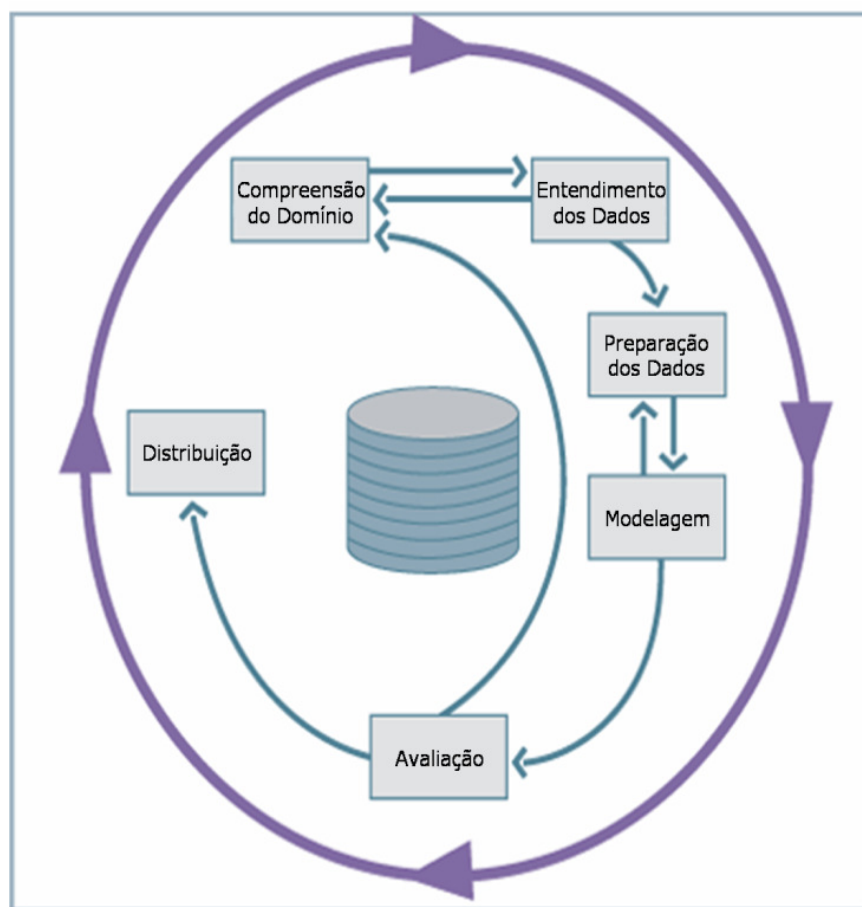 Compreensão
do Domínio
Entendimento
dos Dados
Preparação
dos Dados
Distribuição
Modelagem
Avaliação